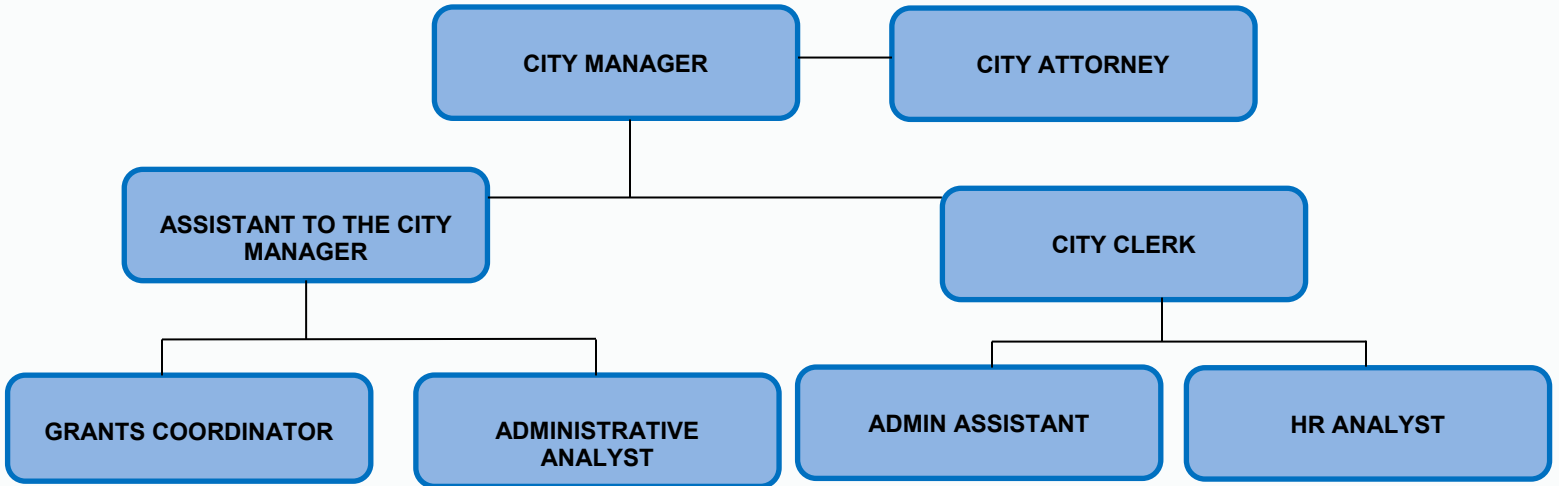 CITY MANAGER
CITY ATTORNEY
ASSISTANT TO THE CITY
MANAGER
CITY CLERK
GRANTS COORDINATOR
ADMINISTRATIVE
ANALYST
ADMIN ASSISTANT
HR ANALYST